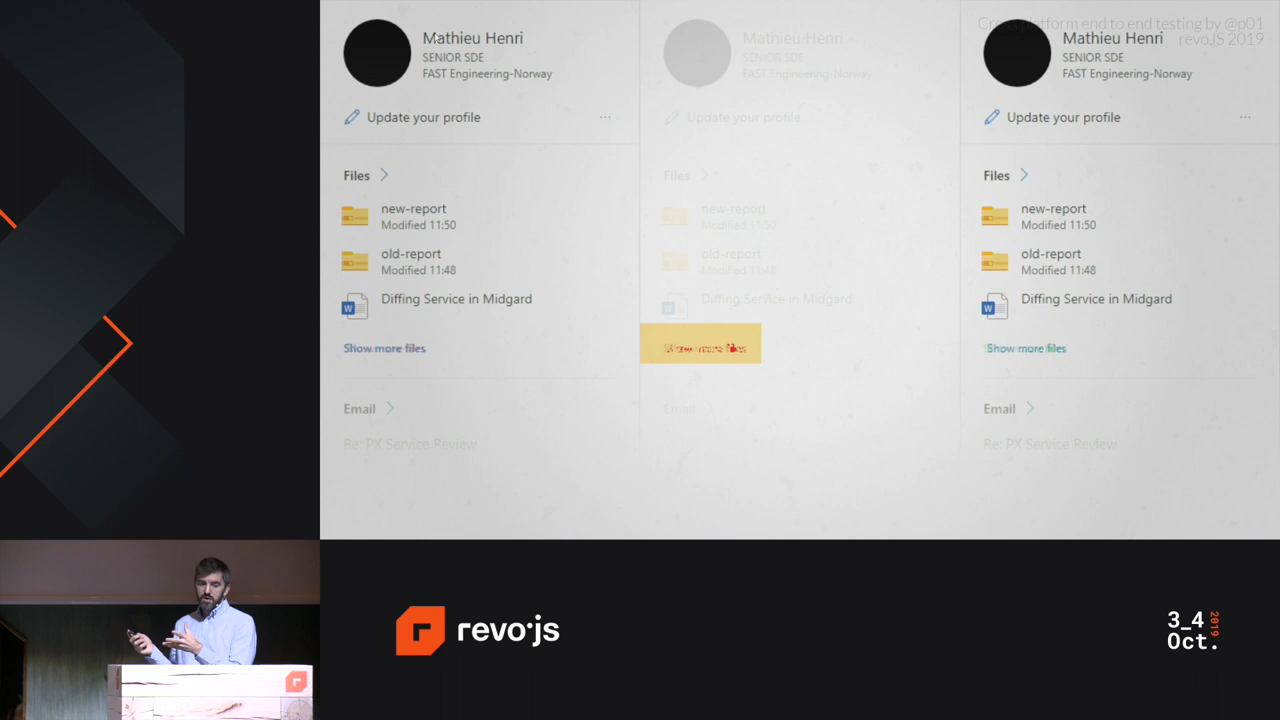 Cross platform end to end testing by @p01
revoJS 2019
Mathieu Henri
SENIOR SDE
FAST Engineering-Norway
Update your profile
Files
new-report
Modified 11:50
old-report
Modified 11:48
Diffing Service in Midgard
Show more files
Email
Re: PX Service Review
Mathieu Henri
SENIOR SDE
FAST Engineering-Norway
Update your profile
Files
new-report
Modified 11:50
old-report
Modified 11:48
Diffing Service in Midgard
Show more files
Email
Mathieu Henri
SENIOR SDE
FAST Engineering-Norway
Update your profile
Files
new-report
Modified 11:50
old-report
Modified 11:48
Diffing Service in Midgard
Show more files
Email
Re: PX Service Review
revo.js
3_4
Oct.
2019